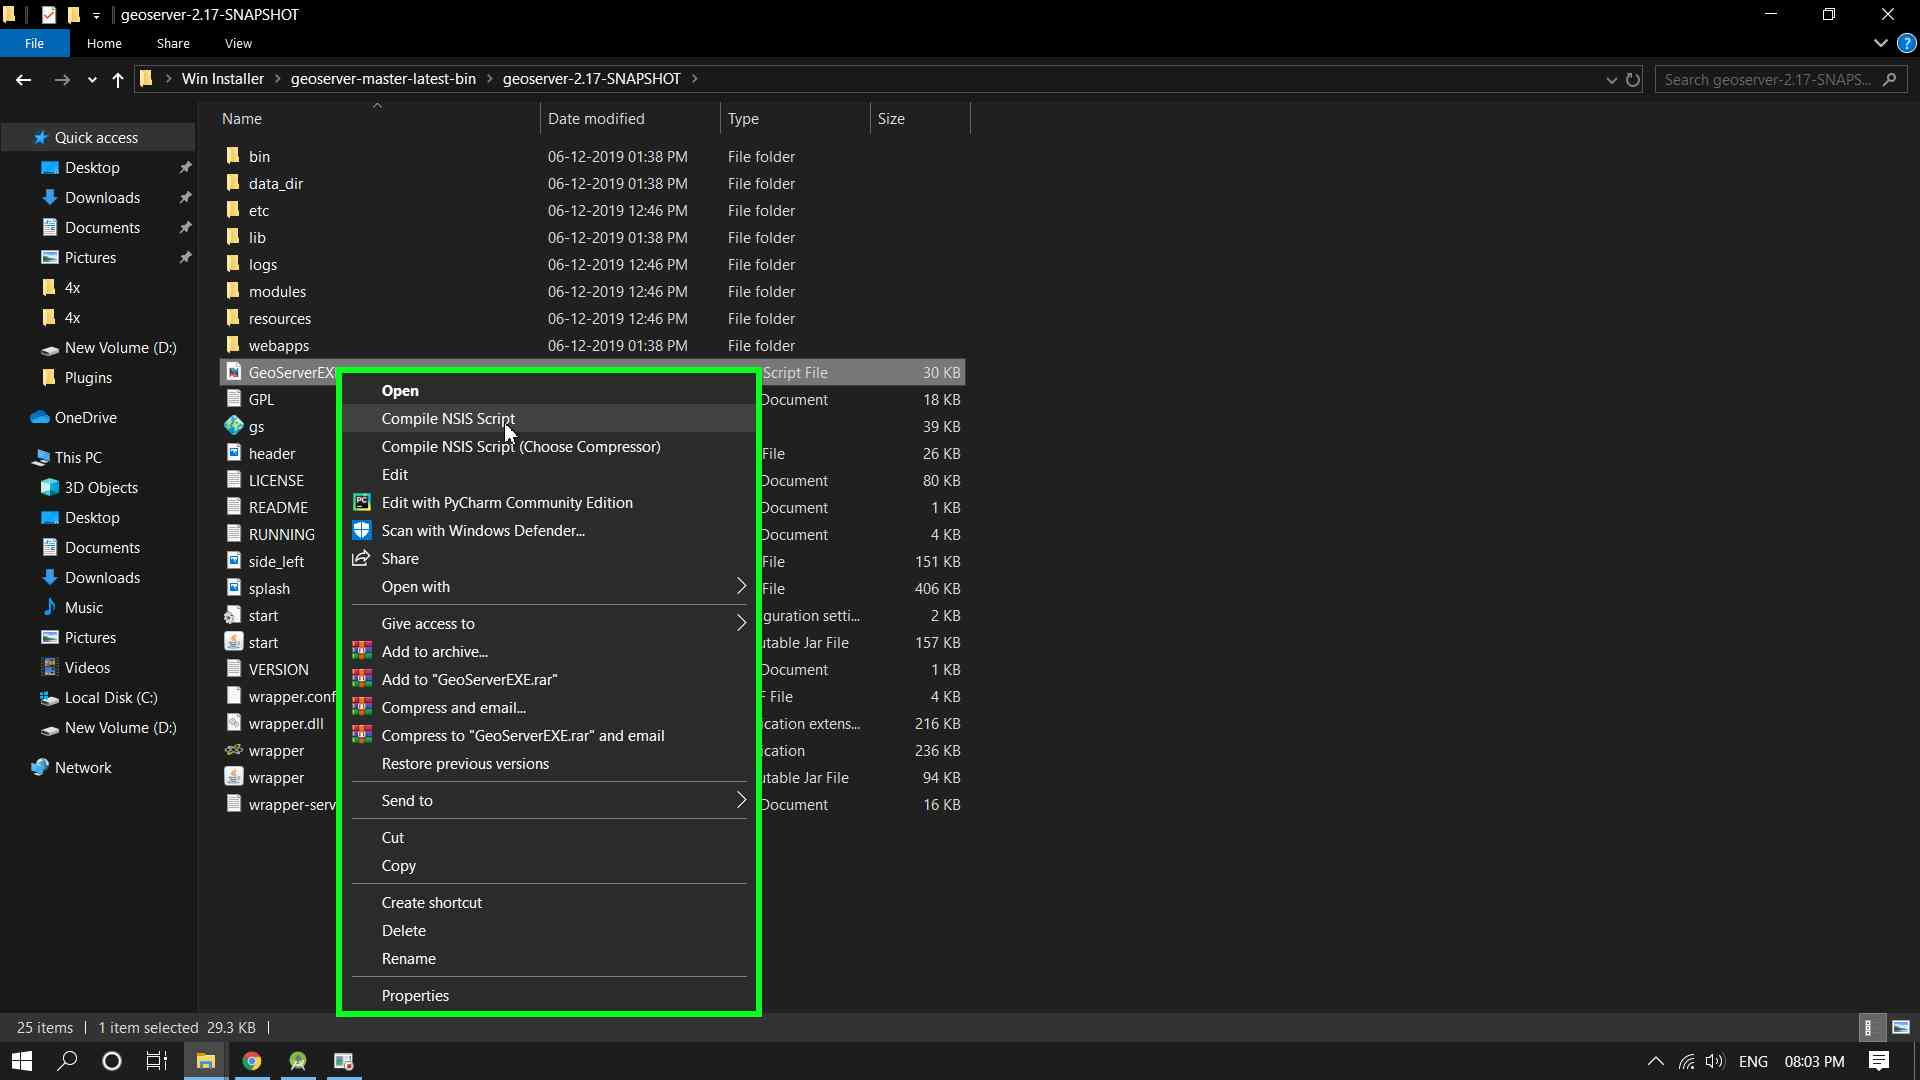 geoserver-2.17-SNAPSHOT
File Home Share View
Win Installer geoserver-master-latest-bin geoserver-2.17-SNAPSHOT Search geoserver-2.17-SNAPS...
Name Date modified Type Size
Quick access
Desktop
Downloads
Documents
Pictures
4x
4x
New Volume (D:)
Plugins
OneDrive
This PC
3D Objects
Desktop
Documents
Downloads
Music
Pictures
Videos
Local Disk (C:)
New Volume (D:)
Network
bin 06-12-2019 01:38 PM File folder
data_dir 06-12-2019 01:38 PM File folder
etc 06-12-2019 12:46 PM File folder
lib 06-12-2019 01:38 PM File folder
logs 06-12-2019 12:46 PM File folder
modules 06-12-2019 12:46 PM File folder
resources 06-12-2019 12:46 PM File folder
webapps 06-12-2019 01:38 PM File folder
GeoServerEX Script File 30 KB
GPL Document 18 KB
gs 39 KB
header File 26 KB
LICENSE Document 80 KB
README Document 1 KB
RUNNING Document 4 KB
side_left File 151 KB
splash File 406 KB
start guration setti... 2 KB
start utable Jar File 157 KB
VERSION Document 1 KB
wrapper.conf File 4 KB
wrapper.dll ication extens... 216 KB
wrapper ication 236 KB
wrapper utable Jar File 94 KB
wrapper-serv Document 16 KB
Open
Compile NSIS Script
Compile NSIS Script (Choose Compressor)
Edit
PC Edit with PyCharm Community Edition
Scan with Windows Defender...
Share
Open with
Give access to
Add to archive...
Add to "GeoServerEXE.rar"
Compress and email...
Compress to "GeoServerEXE.rar" and email
Restore previous versions
Send to
Cut
Copy
Create shortcut
Delete
Rename
Properties
25 items 1 item selected 29.3 KB
ENG 08:03 PM